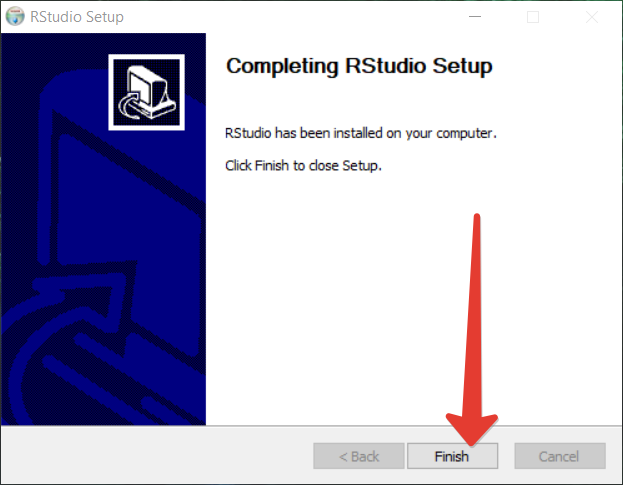 RStudio Setup
Completing RStudio Setup
RStudio has been installed on your computer.
Click Finish to close Setup.
< Back
Finish
Cancel